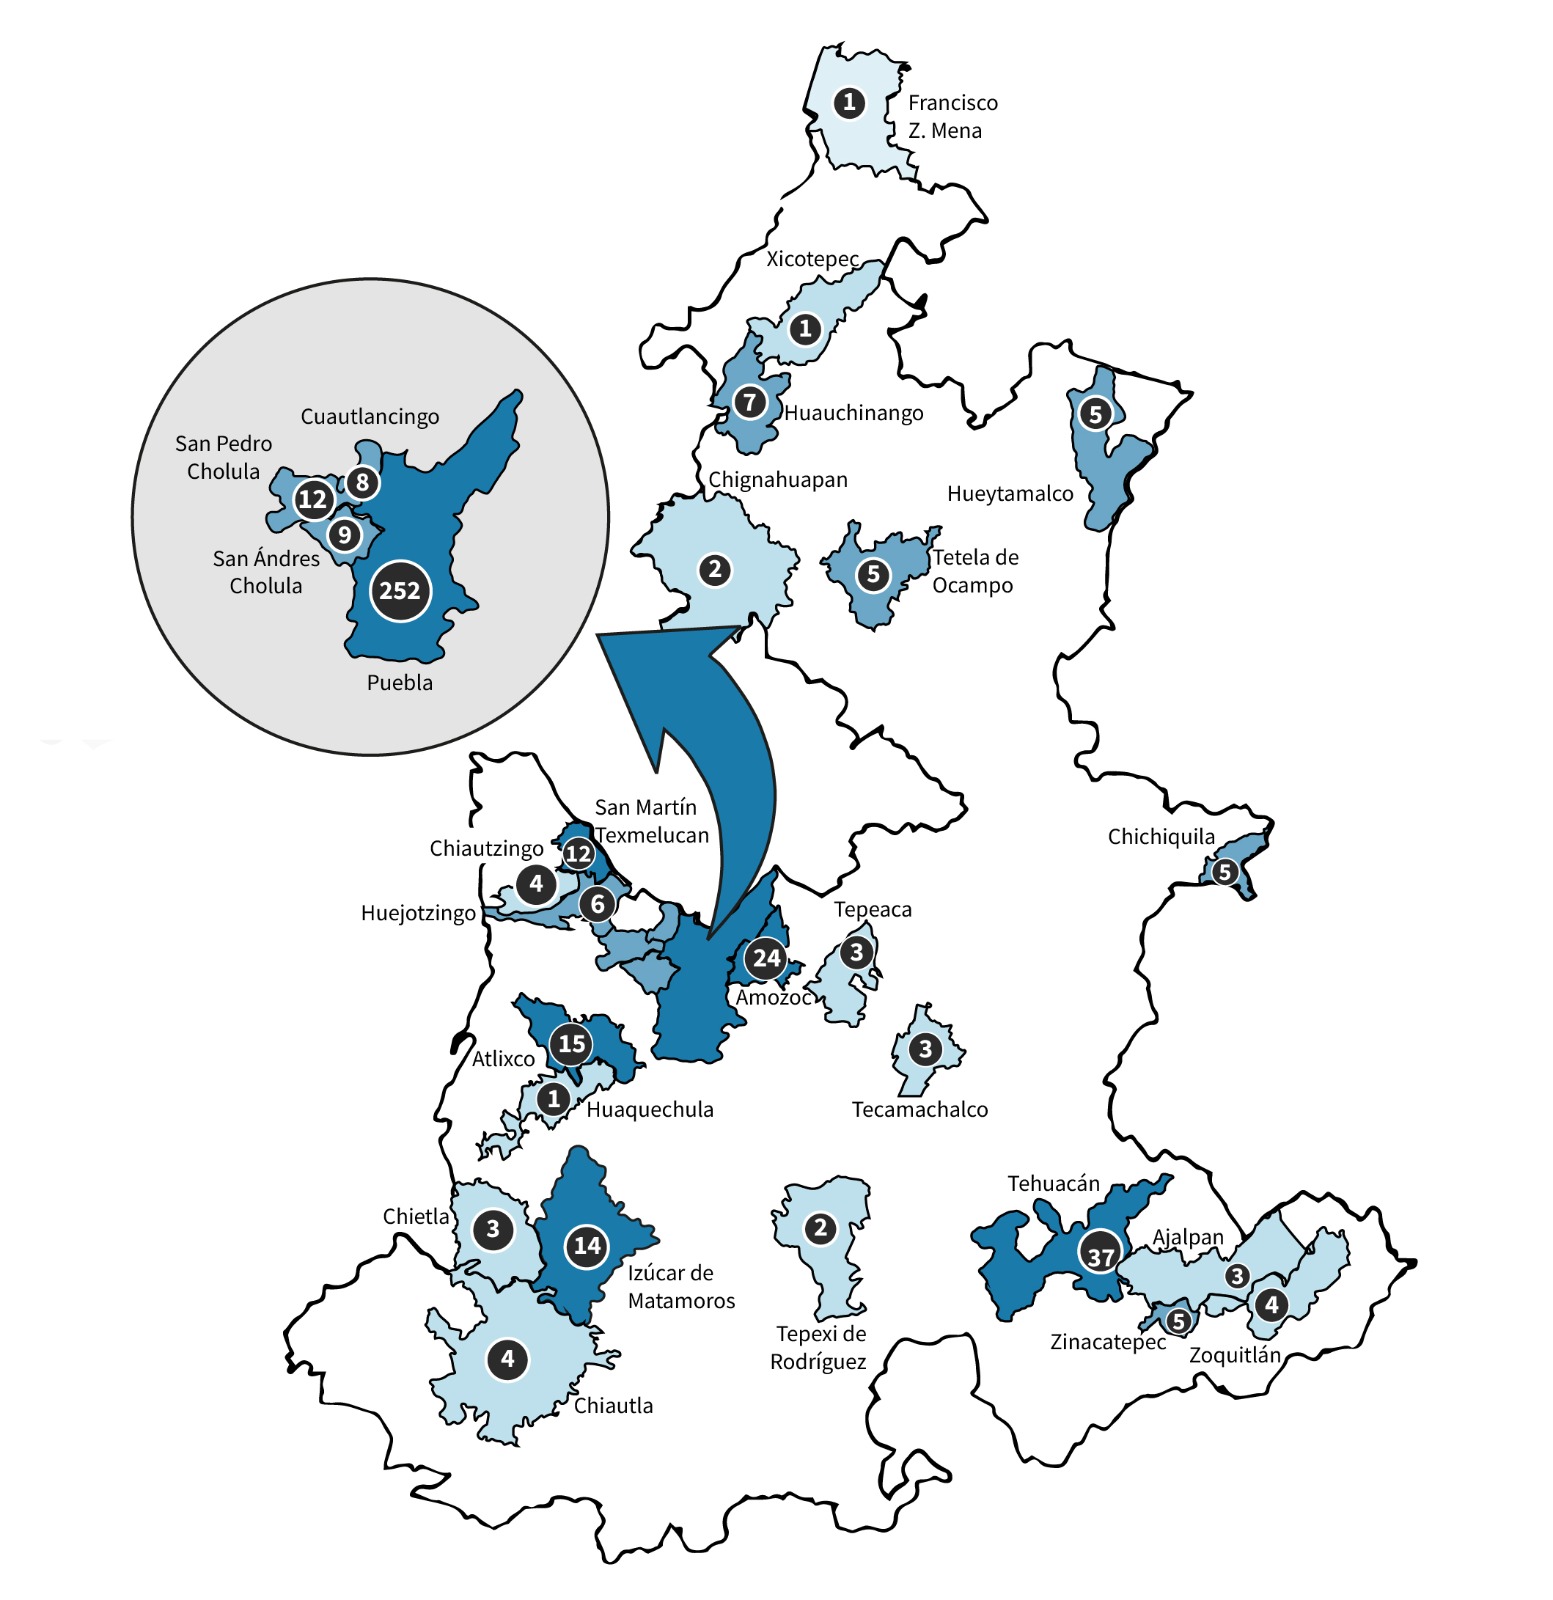 1
Francisco
Z. Mena
Xicotepec
1
7
Huauchinango
5
Hueytamalco
Chignahuapan
2
5
Tetela de
Ocampo
Cuautlancingo
San Pedro
Cholula
8
12
9
San Ándres
Cholula
252
Puebla
San Martín
Texmelucan
Chiautzingo
12
4
Huejotzingo
6
Chichiquila
5
Tepeaca
24
3
Amozoc
Atlixco
15
1
Huaquechula
3
Tecamachalco
Chietla
3
14
Izúcar de
Matamoros
4
Chiautla
2
Tepexi de
Rodríguez
Tehuacán
37
Ajalpan
3
4
5
Zinacatepec
Zoquitlán